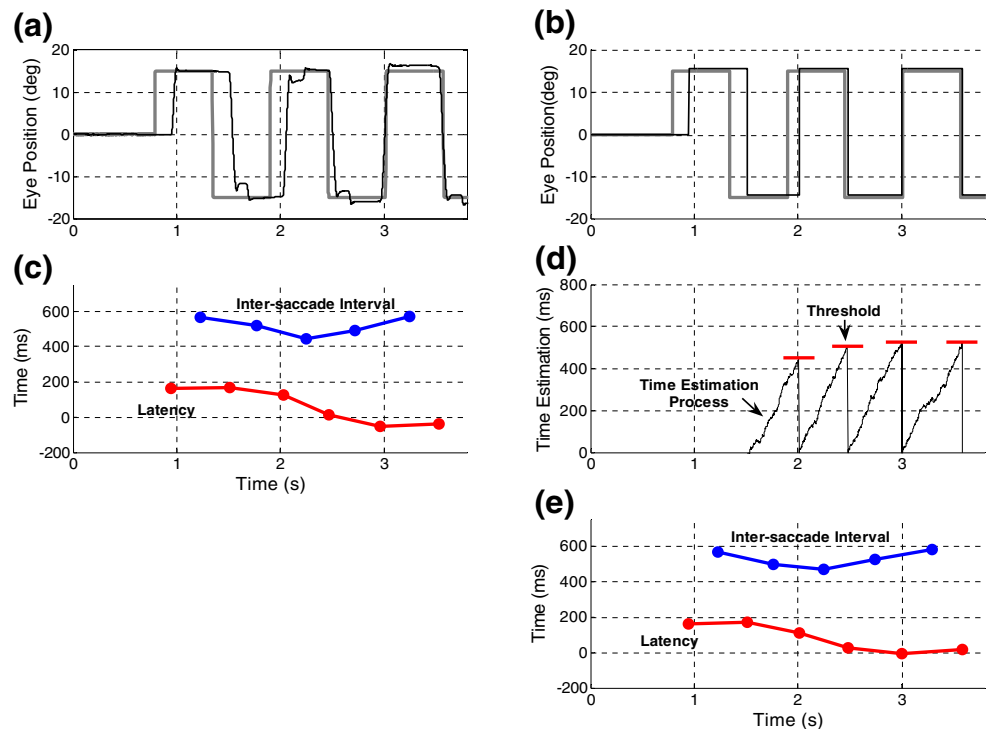 (a)
20
10
0
-10
-20
Eye Position (deg)
0
1
2
3
(b)
20
10
0
-10
-20
Eye Position(deg)
0
1
2
3
(c)
600
400
200
0
-200
Time (ms)
Inter-saccade Interval
Latency
0
1
2
3
Time (s)
(d)
800
600
400
200
0
Time Estimation (ms)
Threshold
Time Estimation
Process
0
1
2
3
(e)
600
400
200
0
-200
Time (ms)
Inter-saccade Interval
Latency
0
1
2
3
Time (s)